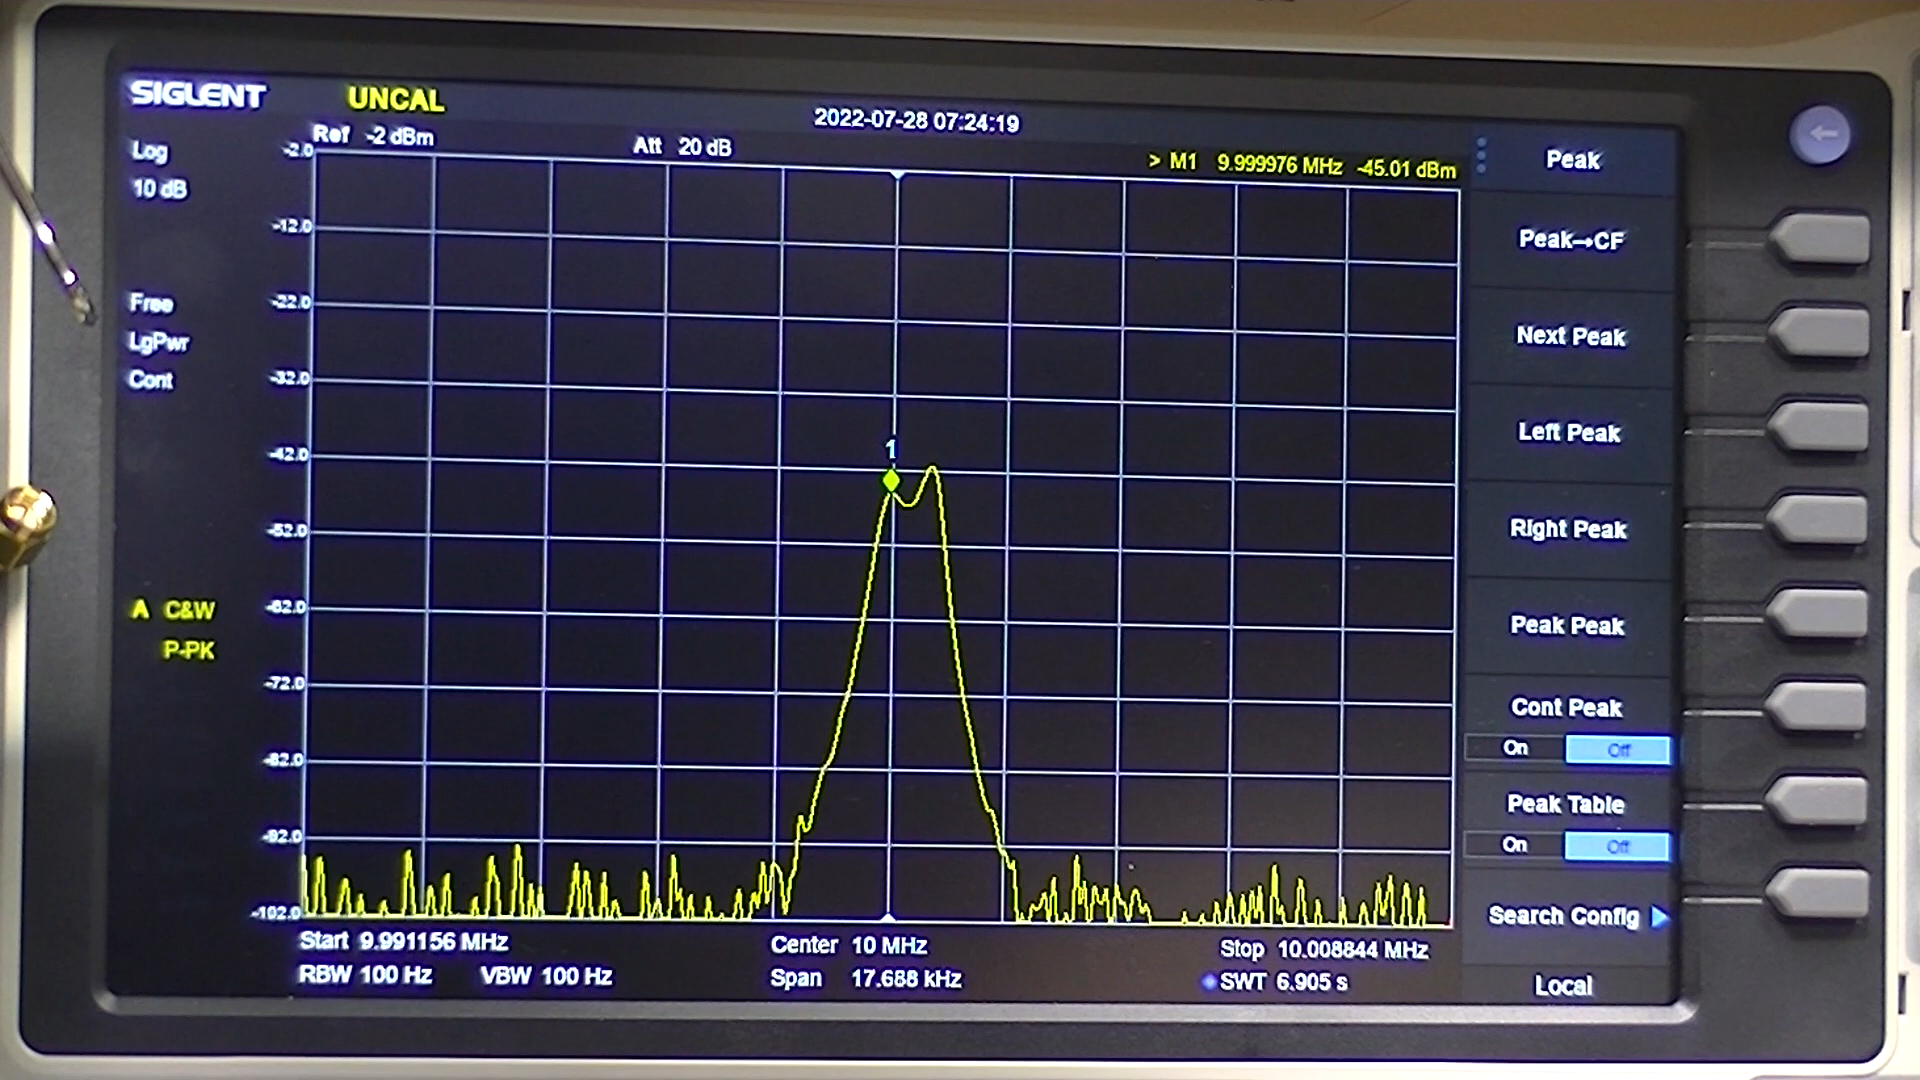 SIGLENT UNCAL 2022-07-28 07:24:19
Log Ref -2 dBm Att 20 dB > M1 9.999976 MHz -45.01 dBm
10 dB
Free
LgPwr
Cont
A C&W
P-PK
-2.0
-12.0
-22.0
-32.0
-42.0
-52.0
-62.0
-72.0
-82.0
-92.0
-102.0
1
Start 9.991156 MHz Center 10 MHz Stop 10.008844 MHz
RBW 100 Hz VBW 100 Hz Span 17.688 kHz SWT 6.905 s
Peak
Peak→CF
Next Peak
Left Peak
Right Peak
Peak Peak
Cont Peak
On Off
Peak Table
On Off
Search Config
Local